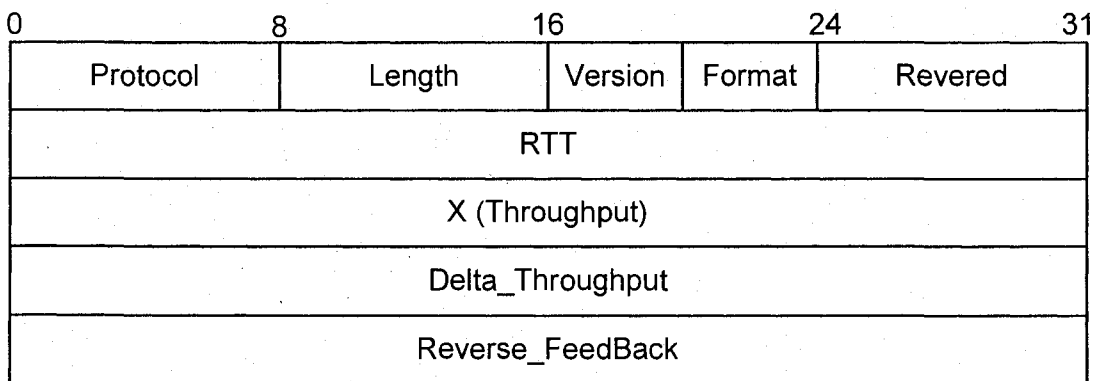 0 8 16 24 31
Protocol Length Version Format Revered
RTT
X (Throughput)
Delta_Throughput
Reverse_FeedBack